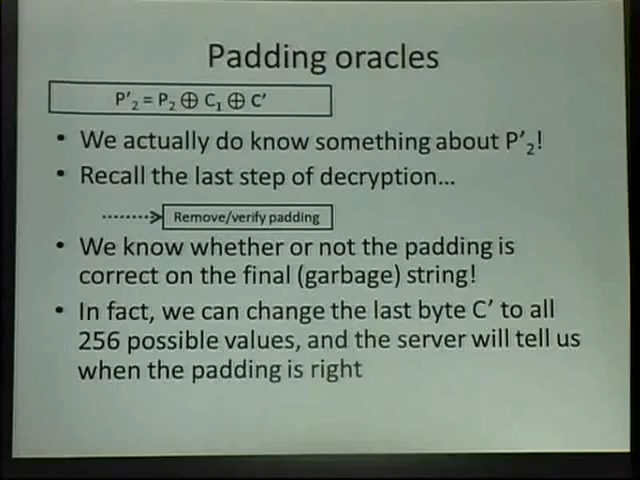 Padding oracles
P'₂ = P₂ ⊕ C₁ ⊕ C'
• We actually do know something about P'₂!
• Recall the last step of decryption...
Remove/verify padding
• We know whether or not the padding is
correct on the final (garbage) string!
• In fact, we can change the last byte C' to all
256 possible values, and the server will tell us
when the padding is right